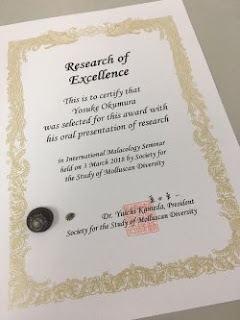 Research of
Excellence
This is to certify that
Yosuke Okumura
was selected for this award with
his oral presentation of research
in International Malacology Seminar
held on 3 March 2018 by Society for
the Study of Molluscan Diversity
Dr. Yuichi Kameda, President
Society for the Study of Molluscan Diversity